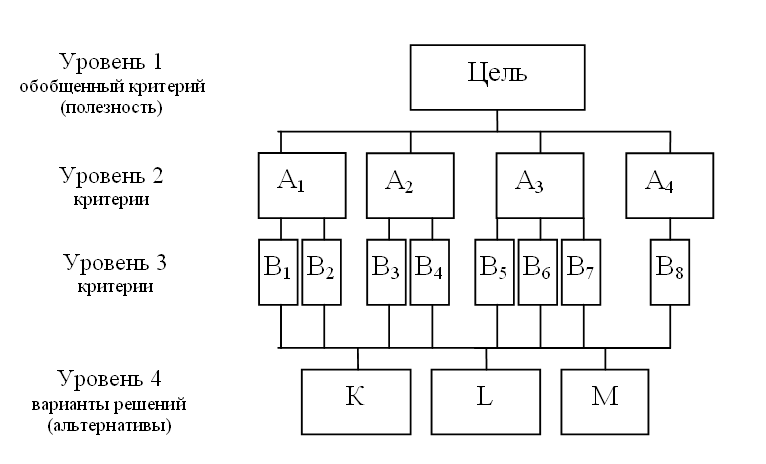 Уровень 1
обобщенный критерий
(полезность)
Цель
Уровень 2
критерии
A1 A2 A3 A4
Уровень 3
критерии
B1 B2 B3 B4 B5 B6 B7 B8
Уровень 4
варианты решений
(альтернативы)
K L M